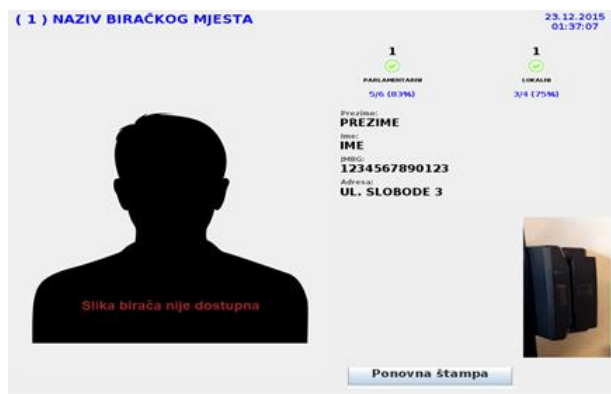 ( 1 ) NAZIV BIRAČKOG MJESTA
23.12.2015
01:37:07
1
1
PARLAMENTARNI
LOKALNI
5/6 (83%)
3/4 (75%)
Prezime:
PREZIME
Ime:
IME
JMBG:
1234567890123
Adresa:
UL. SLOBODE 3
Slika birača nije dostupna
Ponovna štampa